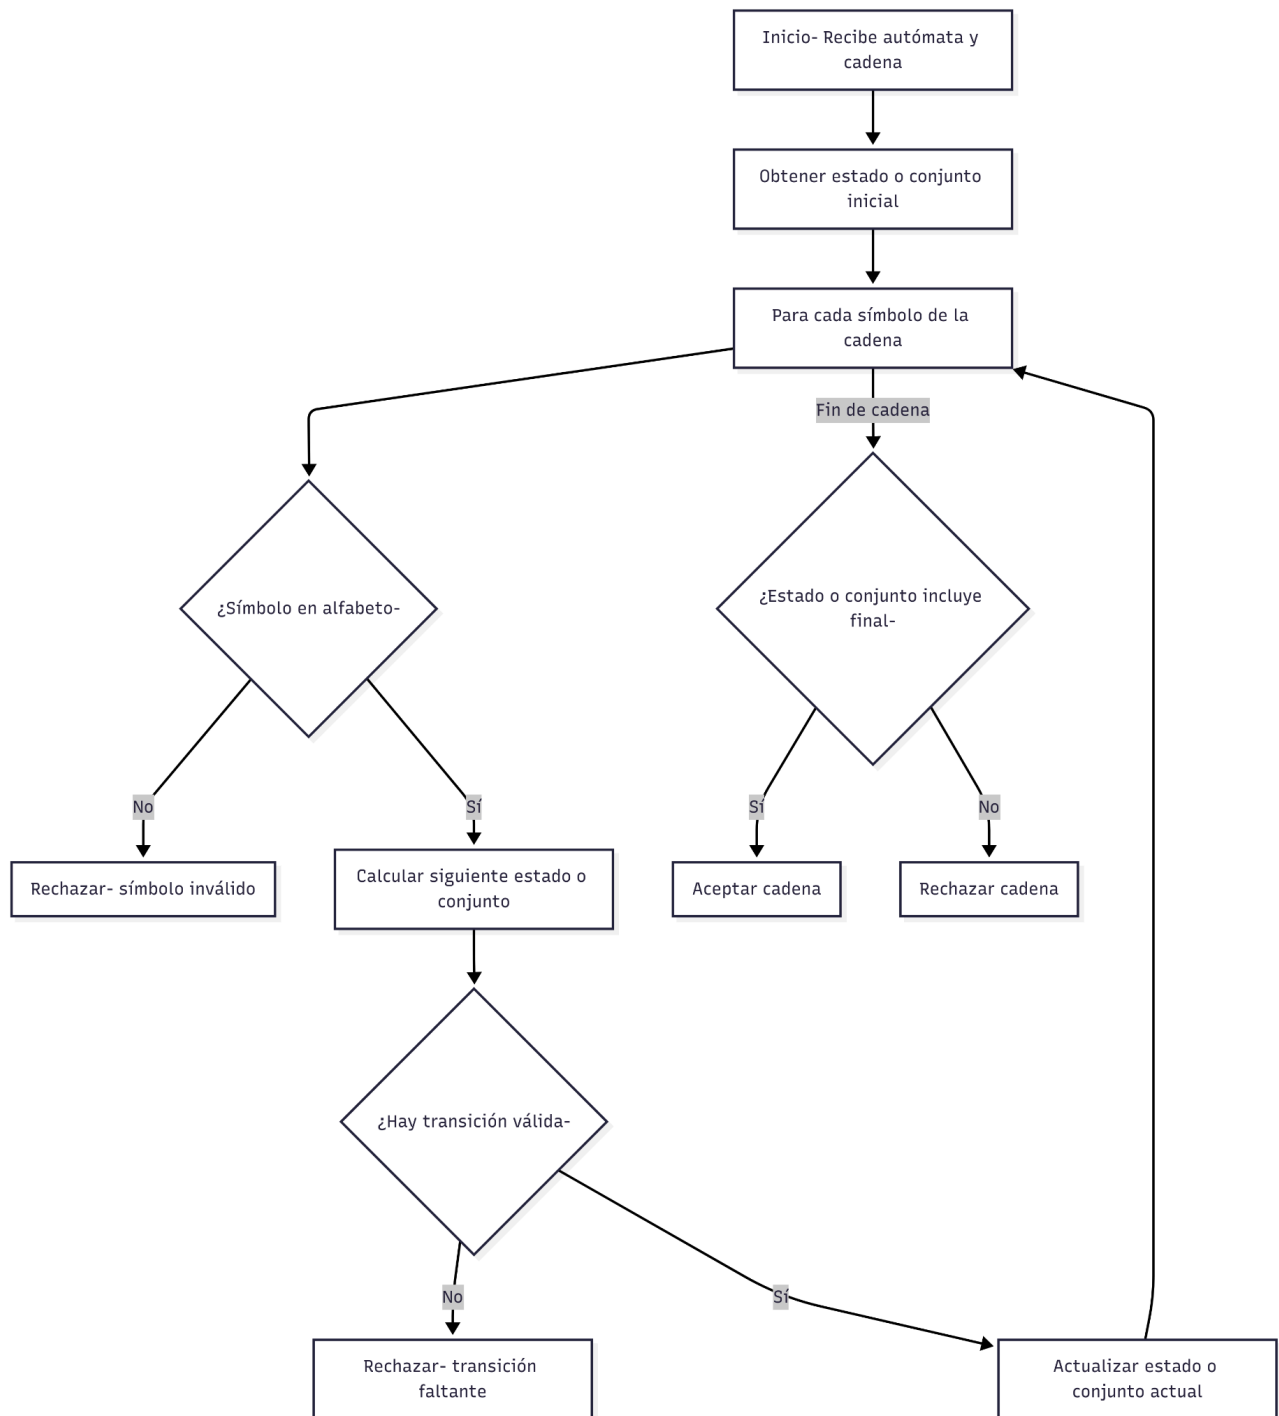 Inicio- Recibe autómata y
cadena
Obtener estado o conjunto
inicial
Para cada símbolo de la
cadena
Fin de cadena
¿Símbolo en alfabeto-
¿Estado o conjunto incluye
final-
No
Sí
Sí
No
Rechazar- símbolo inválido
Calcular siguiente estado o
conjunto
Aceptar cadena
Rechazar cadena
¿Hay transición válida-
No
Sí
Rechazar- transición
faltante
Actualizar estado o
conjunto actual